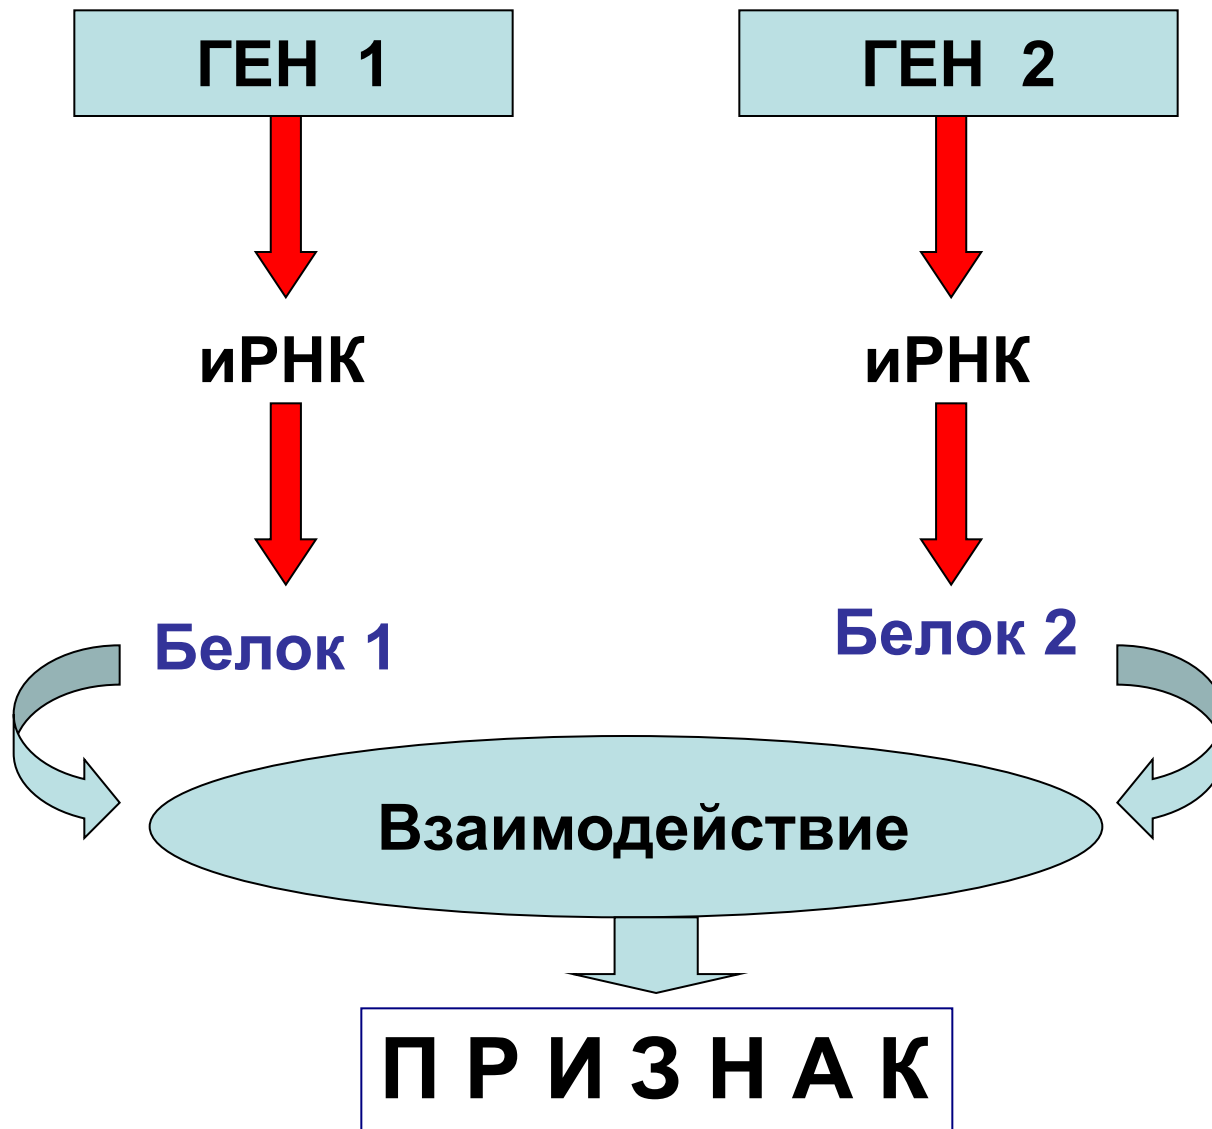 ГЕН 1
ГЕН 2
иРНК
иРНК
Белок 1
Белок 2
Взаимодействие
П Р И З Н А К